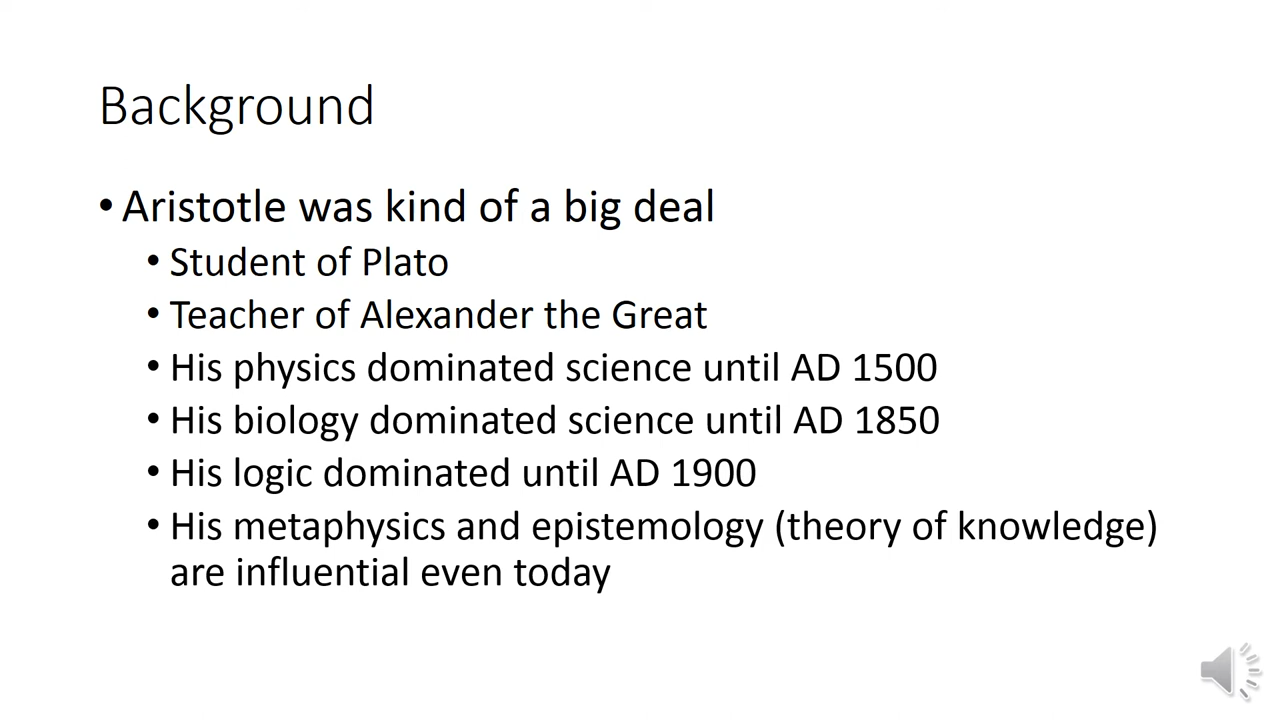 Background
• Aristotle was kind of a big deal
• Student of Plato
• Teacher of Alexander the Great
• His physics dominated science until AD 1500
• His biology dominated science until AD 1850
• His logic dominated until AD 1900
• His metaphysics and epistemology (theory of knowledge)
are influential even today